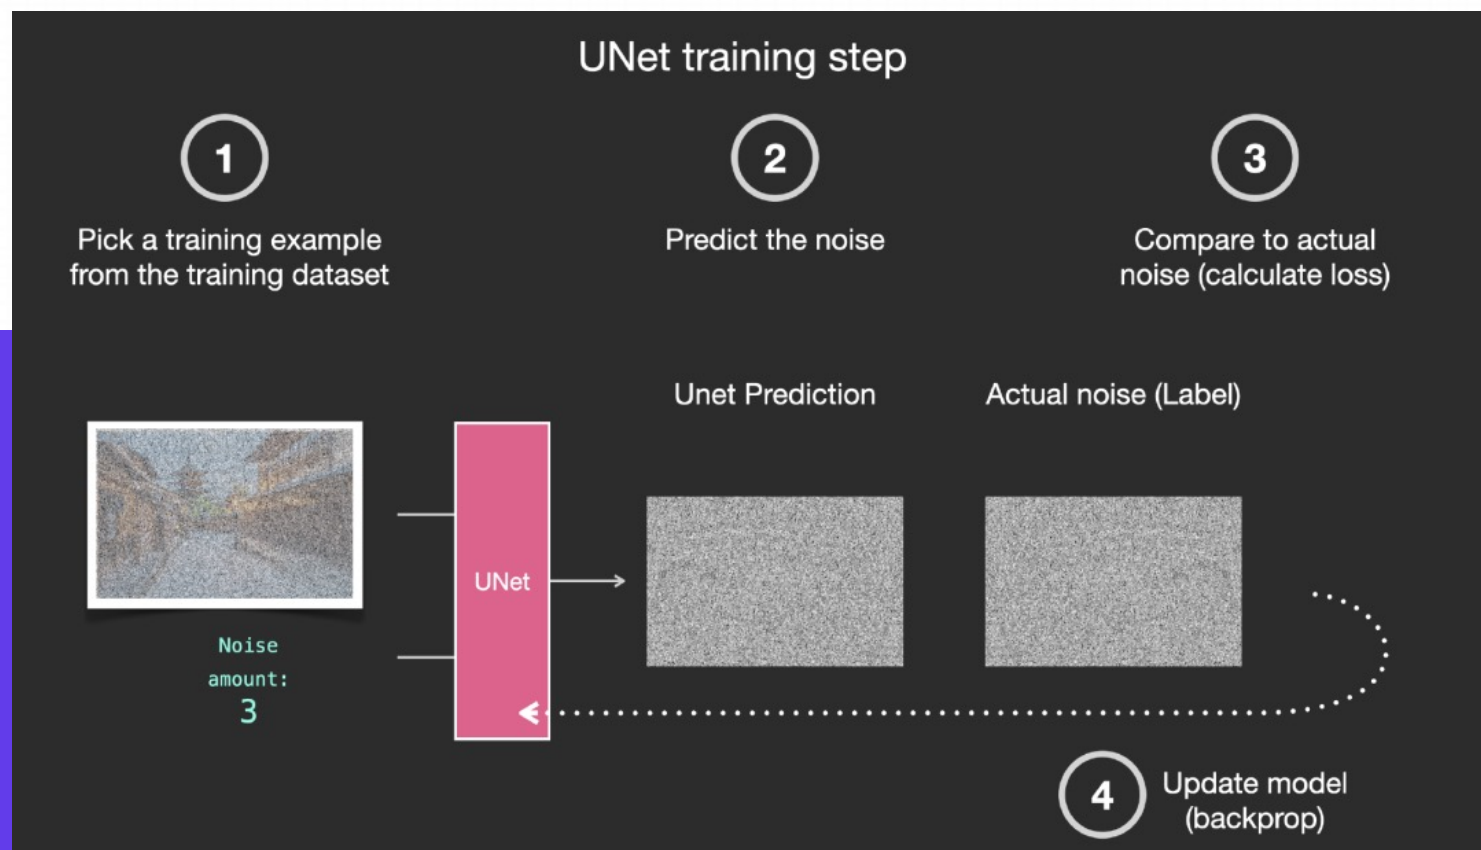 UNet training step
1
Pick a training example
from the training dataset
2
Predict the noise
3
Compare to actual
noise (calculate loss)
Unet Prediction
Actual noise (Label)
UNet
Noise
amount:
3
4
Update model
(backprop)